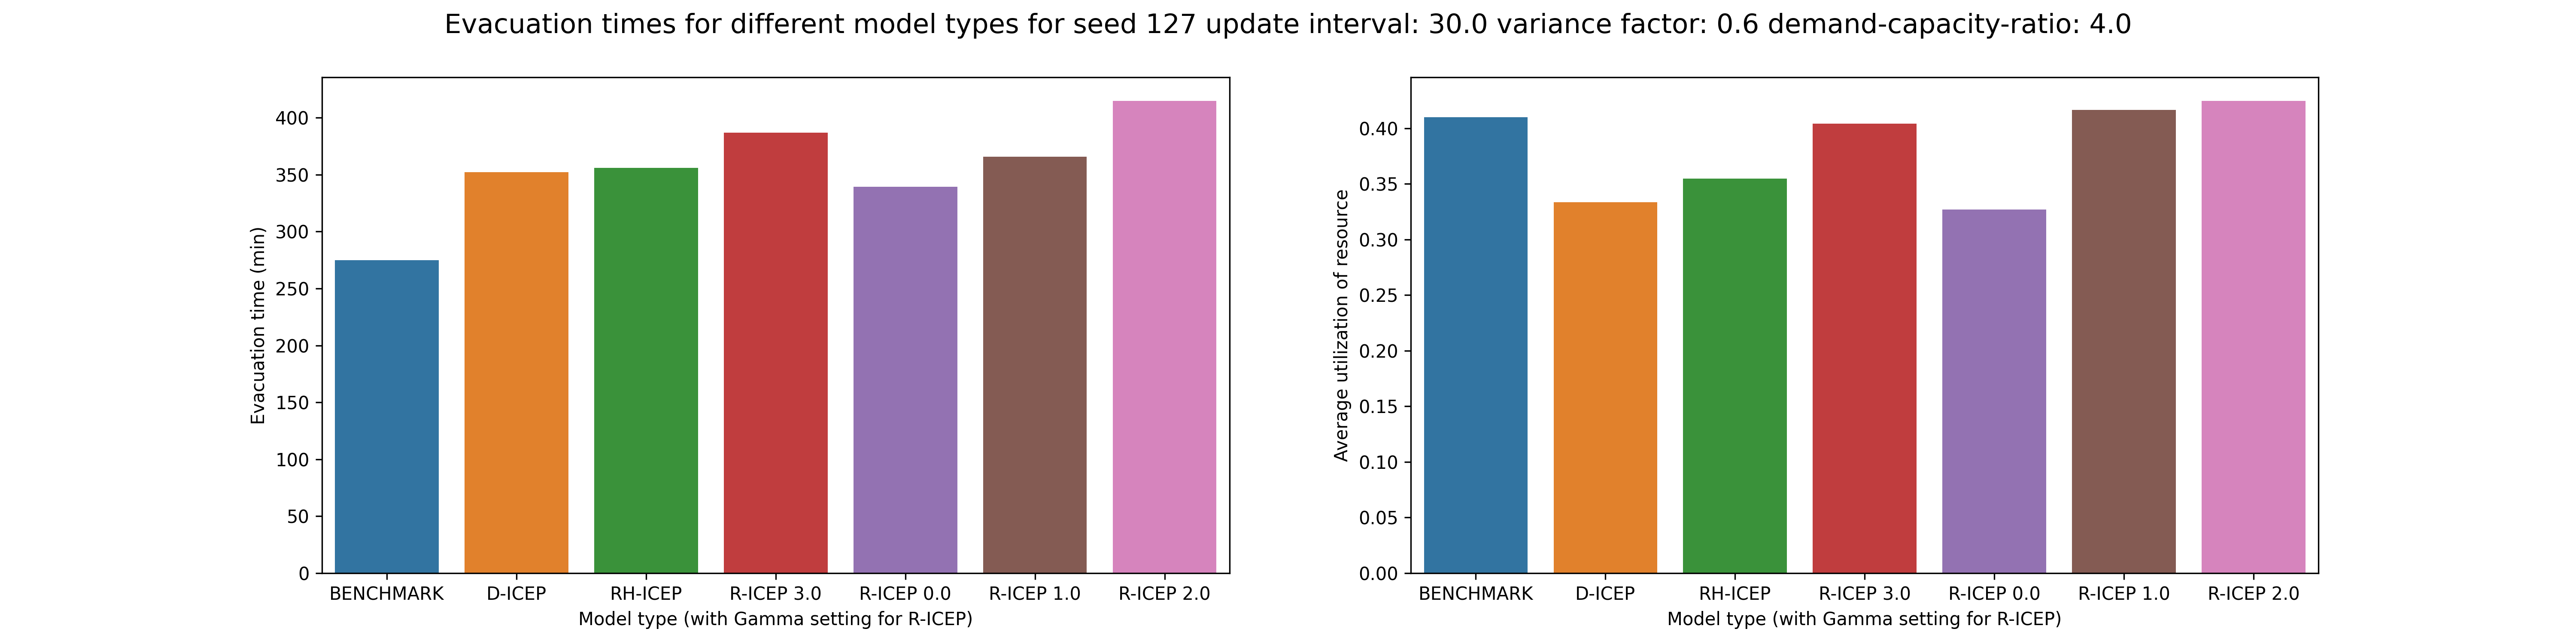 Evacuation times for different model types for seed 127 update interval: 30.0 variance factor: 0.6 demand-capacity-ratio: 4.0
Evacuation time (min)
400
350
300
250
200
150
100
50
0
BENCHMARK D-ICEP RH-ICEP R-ICEP 3.0 R-ICEP 0.0 R-ICEP 1.0 R-ICEP 2.0
Model type (with Gamma setting for R-ICEP)
Average utilization of resource
0.40
0.35
0.30
0.25
0.20
0.15
0.10
0.05
0.00
BENCHMARK D-ICEP RH-ICEP R-ICEP 3.0 R-ICEP 0.0 R-ICEP 1.0 R-ICEP 2.0
Model type (with Gamma setting for R-ICEP)